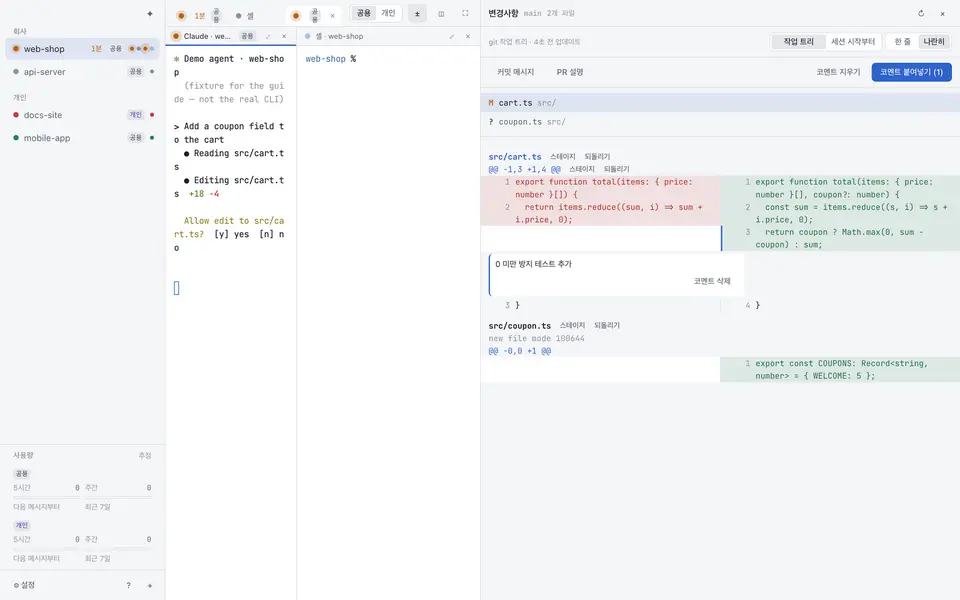 회사
web-shop 1분 공용
api-server 공용
개인
docs-site 개인
mobile-app 공용
사용량 추정
공용
5시간 0 주간 0
다음 메시지부터 최근 7일
개인
5시간 0 주간 0
다음 메시지부터 최근 7일
설정 ? +
1분 공용 셸 공용 × 공용 개인 ±
Claude · we... 공용 ×
✻ Demo agent · web-sho
p
(fixture for the gui
de — not the real CLI)
> Add a coupon field t
o the cart
● Reading src/cart.t
s
● Editing src/cart.t
s +18 -4
Allow edit to src/ca
rt.ts? [y] yes [n] n
o
셸 · web-shop ×
web-shop %
변경사항 main 2개 파일 ×
git 작업 트리 · 4초 전 업데이트 작업 트리 세션 시작부터 한 줄 나란히
커밋 메시지 PR 설명 코멘트 지우기 코멘트 붙여넣기 (1)
M cart.ts src/
? coupon.ts src/
src/cart.ts 스테이지 되돌리기
@@ -1,3 +1,4 @@ 스테이지 되돌리기
1 export function total(items: { price:
number }[]) {
2 return items.reduce((sum, i) => sum +
i.price, 0);
1 export function total(items: { price:
number }[], coupon?: number) {
2 const sum = items.reduce((s, i) => s +
i.price, 0);
3 return coupon ? Math.max(0, sum -
coupon) : sum;
0 미만 방지 테스트 추가
코멘트 삭제
3 }
4 }
src/coupon.ts 스테이지 되돌리기
new file mode 100644
@@ -0,0 +1 @@
1 export const COUPONS: Record<string,
number> = { WELCOME: 5 };